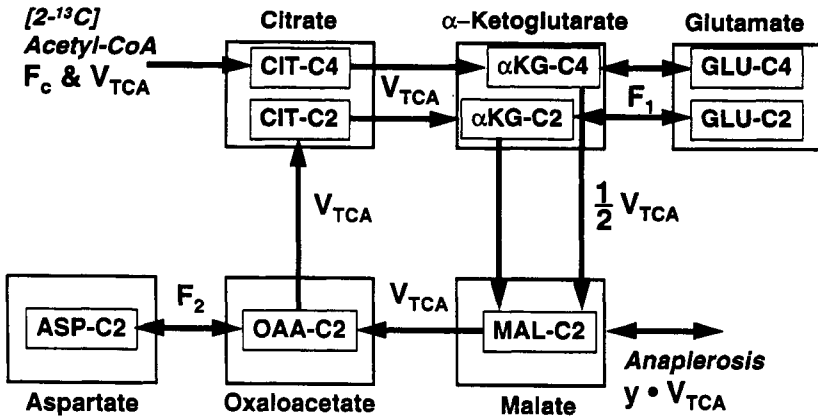 [2-¹³C]
Acetyl-CoA
F_c & V_TCA
Citrate
CIT-C4
CIT-C2
V_TCA
α–Ketoglutarate
αKG-C4
αKG-C2
F_1
Glutamate
GLU-C4
GLU-C2
V_TCA
1/2 V_TCA
ASP-C2
Aspartate
F_2
OAA-C2
Oxaloacetate
V_TCA
MAL-C2
Malate
Anaplerosis
y • V_TCA